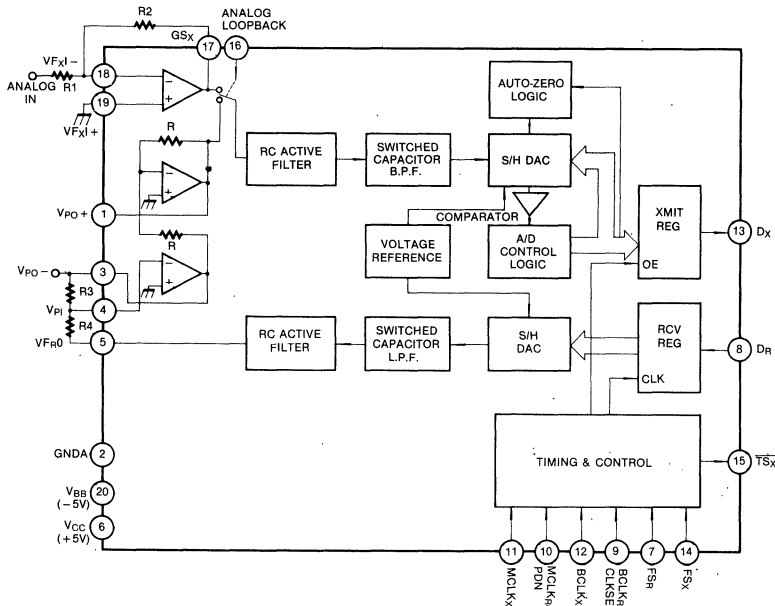 R2
GSX
ANALOG
LOOPBACK
17
16
VFXI-
R1
ANALOG
IN
18
19
VFXI+
-
+
R
-
+
VPO+
1
R
-
+
VPO-
3
R3
VPI
4
R4
VFR0
5
RC ACTIVE
FILTER
SWITCHED
CAPACITOR
B.P.F.
AUTO-ZERO
LOGIC
S/H DAC
COMPARATOR
VOLTAGE
REFERENCE
A/D
CONTROL
LOGIC
XMIT
REG
OE
13
DX
RC ACTIVE
FILTER
SWITCHED
CAPACITOR
L.P.F.
S/H
DAC
RCV
REG
CLK
8
DR
TIMING & CONTROL
15
TSX
GNDA
2
VBB
(-5V)
20
VCC
(+5V)
6
11
10
12
9
7
14
MCLKX
MCLKR/
PDN
BCLKX
BCLKR/
CLKSE
FSR
FSX